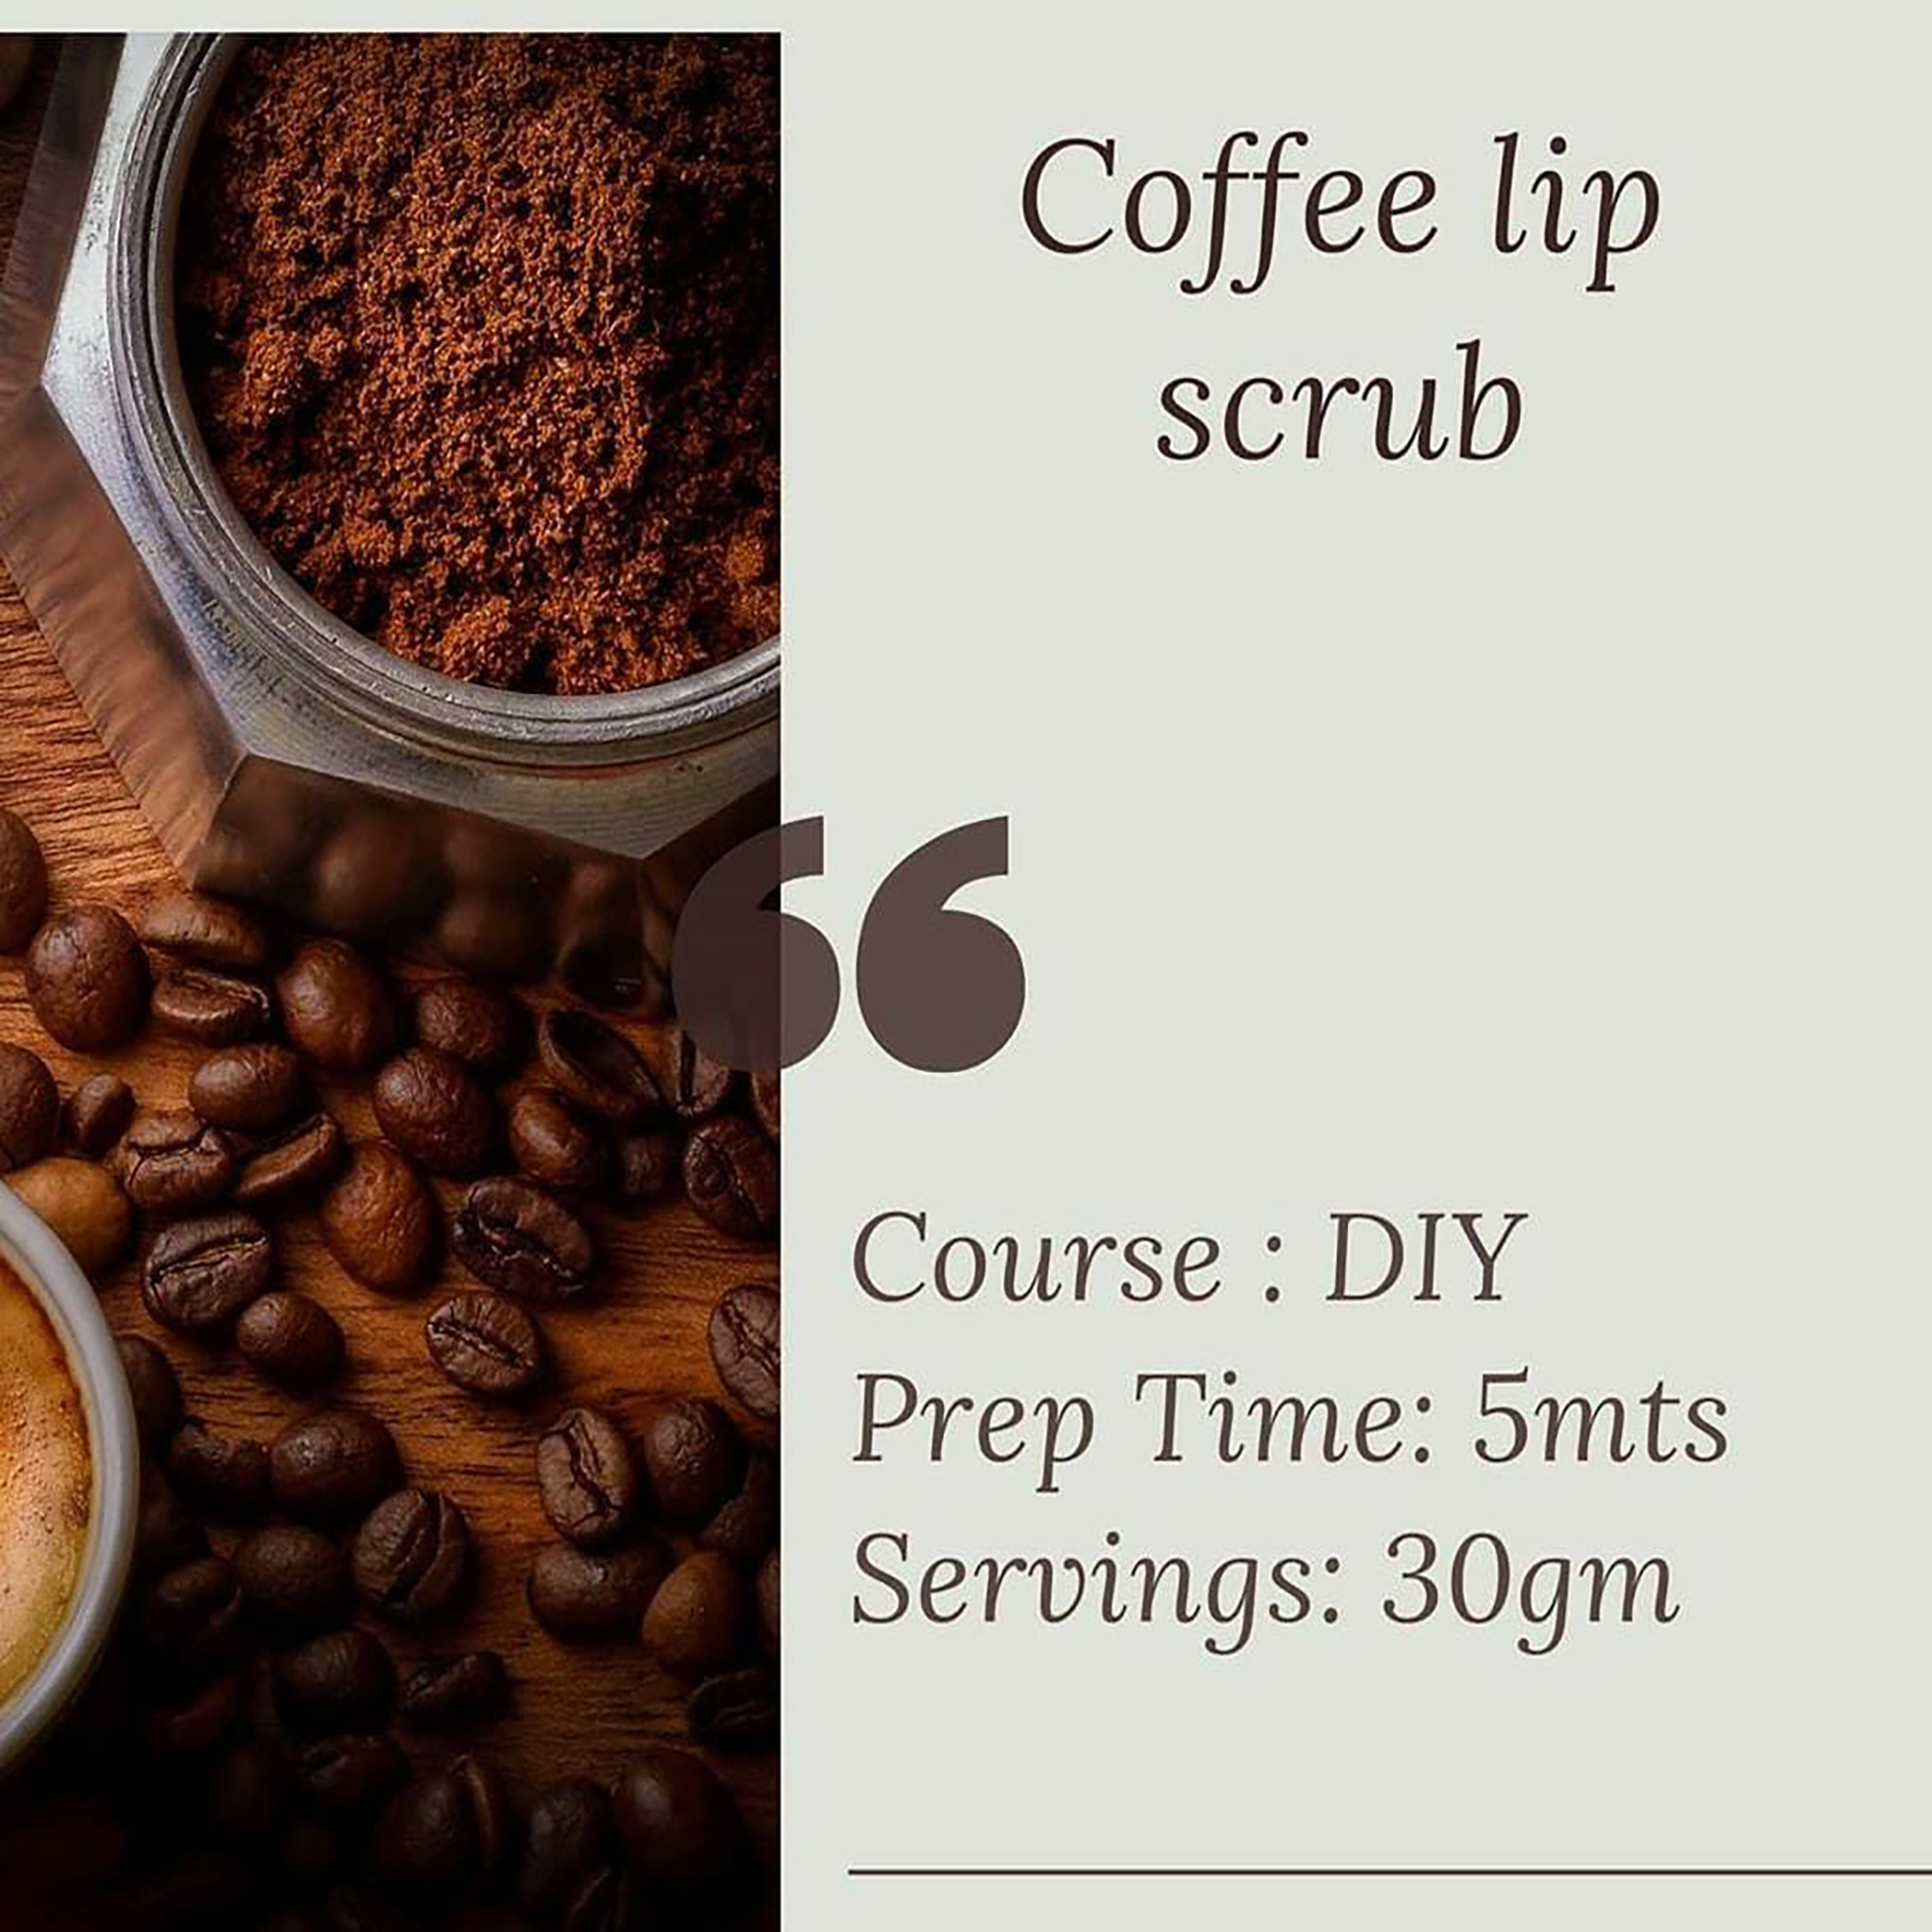 Coffee lip
scrub
“
Course : DIY
Prep Time: 5mts
Servings: 30gm